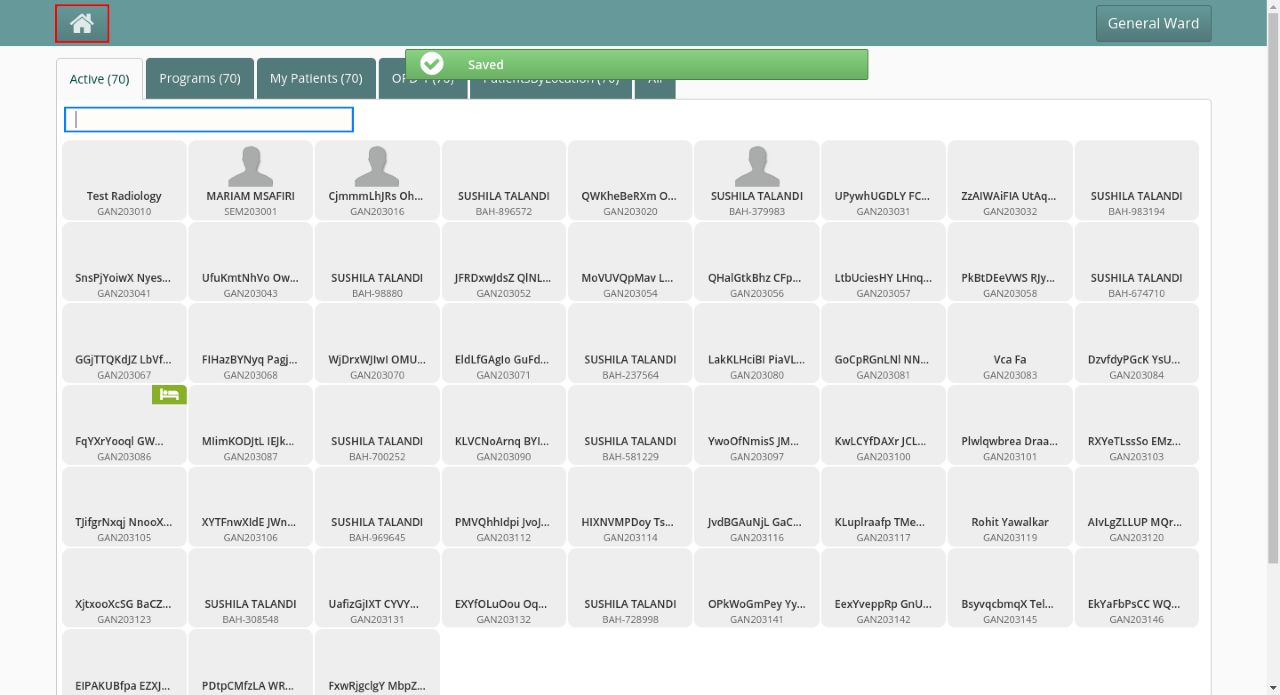 General Ward
Saved
Active (70)
Programs (70)
My Patients (70)
Test Radiology
GAN203010
MARIAM MSAFIRI
SEM203001
CjmmmLhJRs Oh...
GAN203016
SUSHILA TALANDI
BAH-896572
QWKheBeRXm O...
GAN203020
SUSHILA TALANDI
BAH-379983
UPywhUGDLY FC...
GAN203031
ZzAIWAiFIA UtAq...
GAN203032
SUSHILA TALANDI
BAH-983194
SnsPjYoiwX Nyes...
GAN203041
UfuKmtNhVo Ow...
GAN203043
SUSHILA TALANDI
BAH-98880
JFRDxwJdsZ QlNL...
GAN203052
MoVUVQpMav L...
GAN203054
QHalGtkBhz CFp...
GAN203056
LtbUciesHY LHnq...
GAN203057
PkBtDEeVWS RJy...
GAN203058
SUSHILA TALANDI
BAH-674710
GGjTTQKdJZ LbVf...
GAN203067
FIHazBYNyq Pagj...
GAN203068
WjDrxWJIwI OMU...
GAN203070
EldLfGAgIo GuFd...
GAN203071
SUSHILA TALANDI
BAH-237564
LakKLHciBI PiaVL...
GAN203080
GoCpRGnLNl NN...
GAN203081
Vca Fa
GAN203083
DzvfdyPGcK YsU...
GAN203084
FqYXrYooql GW...
GAN203086
MIimKODJtL IEJk...
GAN203087
SUSHILA TALANDI
BAH-700252
KLVCNoArnq BYI...
GAN203090
SUSHILA TALANDI
BAH-581229
YwoOfNmisS JM...
GAN203097
KwLCYfDAXr JCL...
GAN203100
Plwlqwbrea Draa...
GAN203101
RXYeTLssSo EMz...
GAN203103
TJifgrNxqj NnooX...
GAN203105
XYTFnwXIdE JWn...
GAN203106
SUSHILA TALANDI
BAH-969645
PMVQhhIdpi JvoJ...
GAN203112
HIXNVMPDoy Ts...
GAN203114
JvdBGAuNjL GaC...
GAN203116
KLuplraafp TMe...
GAN203117
Rohit Yawalkar
GAN203119
AIvLgZLLUP MQr...
GAN203120
XjtxooXcSG BaCZ...
GAN203123
SUSHILA TALANDI
BAH-308548
UafizGjIXT CYVY...
GAN203131
EXYfOLuOou Oq...
GAN203132
SUSHILA TALANDI
BAH-728998
OPkWoGmPey Yy...
GAN203141
EexYveppRp GnU...
GAN203142
BsyvqcbmqX Tel...
GAN203145
EkYaFbPsCC WQ...
GAN203146
EIPAKUBfpa EZXJ...
PDtpCMfzLA WR...
FxwRjgclgY MbpZ...